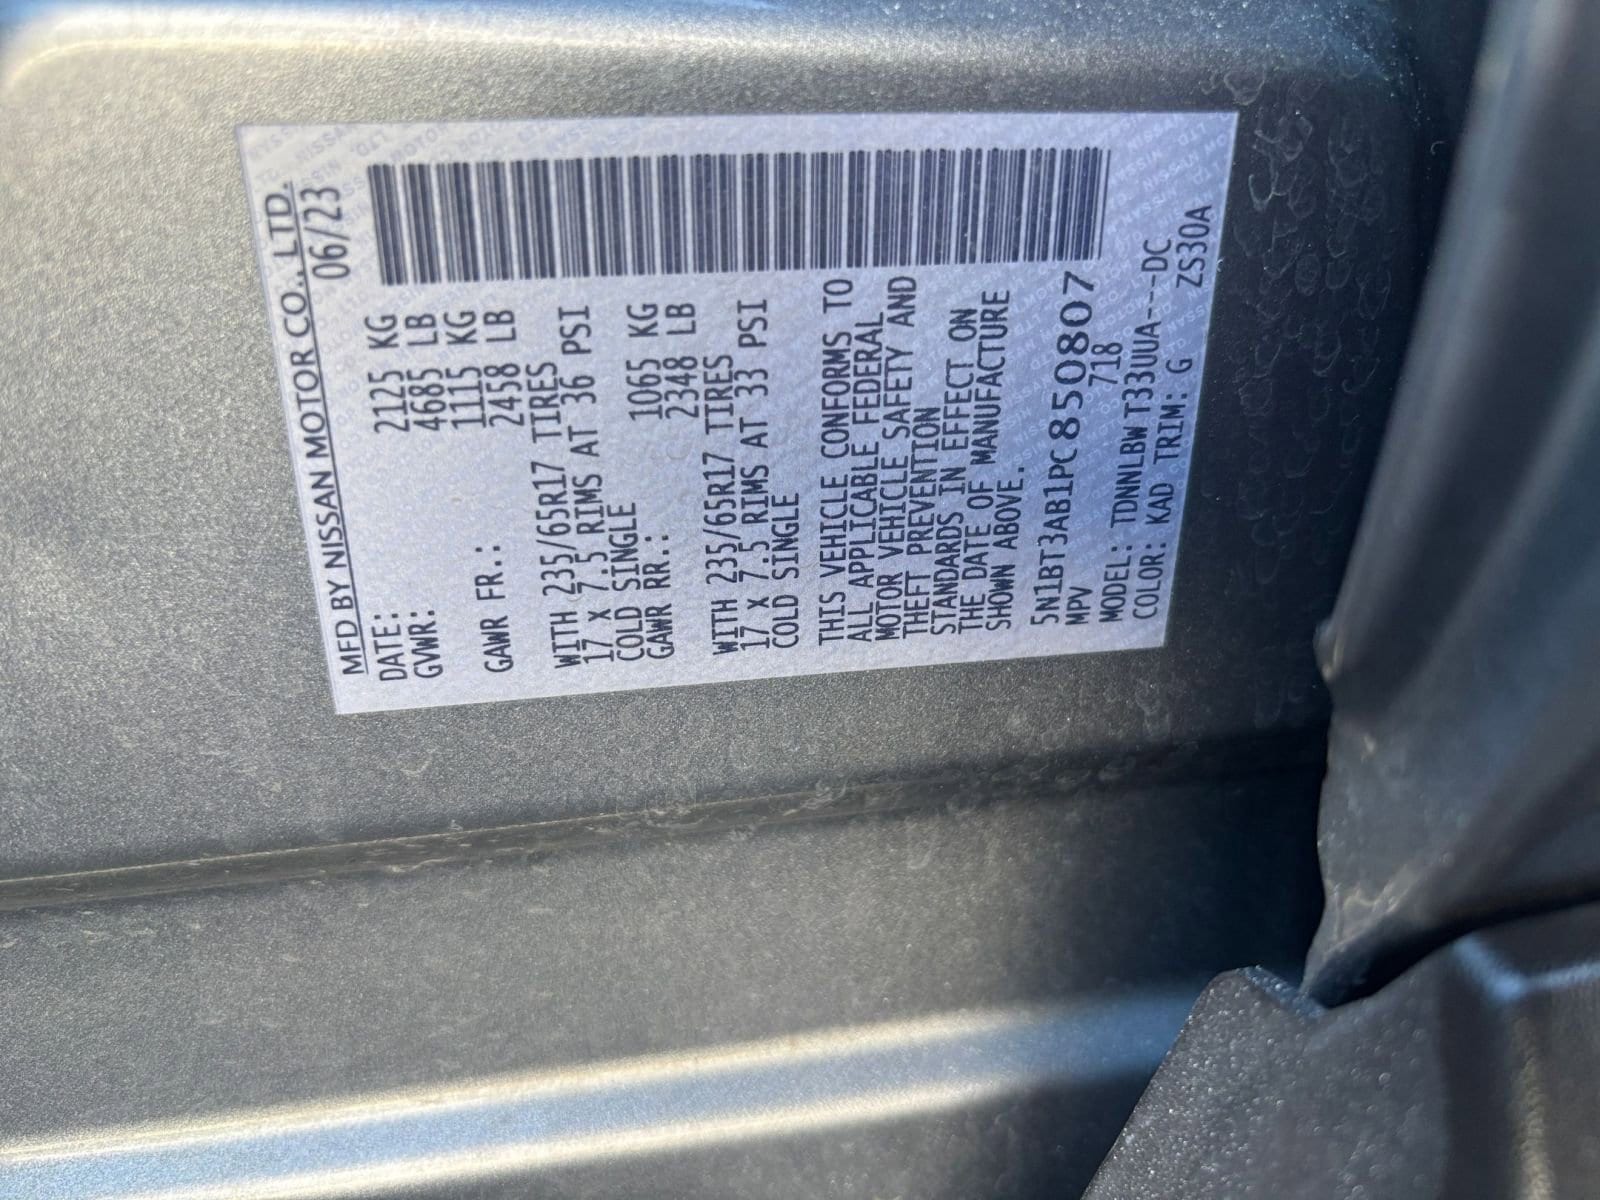 MFD BY NISSAN MOTOR CO., LTD.
DATE: 06/23
GVWR: 2125 KG
4685 LB
GAWR FR.: 1115 KG
2458 LB
WITH 235/65R17 TIRES
17 X 7.5 RIMS AT 36 PSI
COLD SINGLE
GAWR RR.: 1065 KG
2348 LB
WITH 235/65R17 TIRES
17 X 7.5 RIMS AT 33 PSI
COLD SINGLE
THIS VEHICLE CONFORMS TO
ALL APPLICABLE FEDERAL
MOTOR VEHICLE SAFETY AND
THEFT PREVENTION
STANDARDS IN EFFECT ON
THE DATE OF MANUFACTURE
SHOWN ABOVE.
5N1BT3AB1PC850807
MPV 718
MODEL: TDNNLBW T33UUA---DC
COLOR: KAD TRIM: G ZS30A